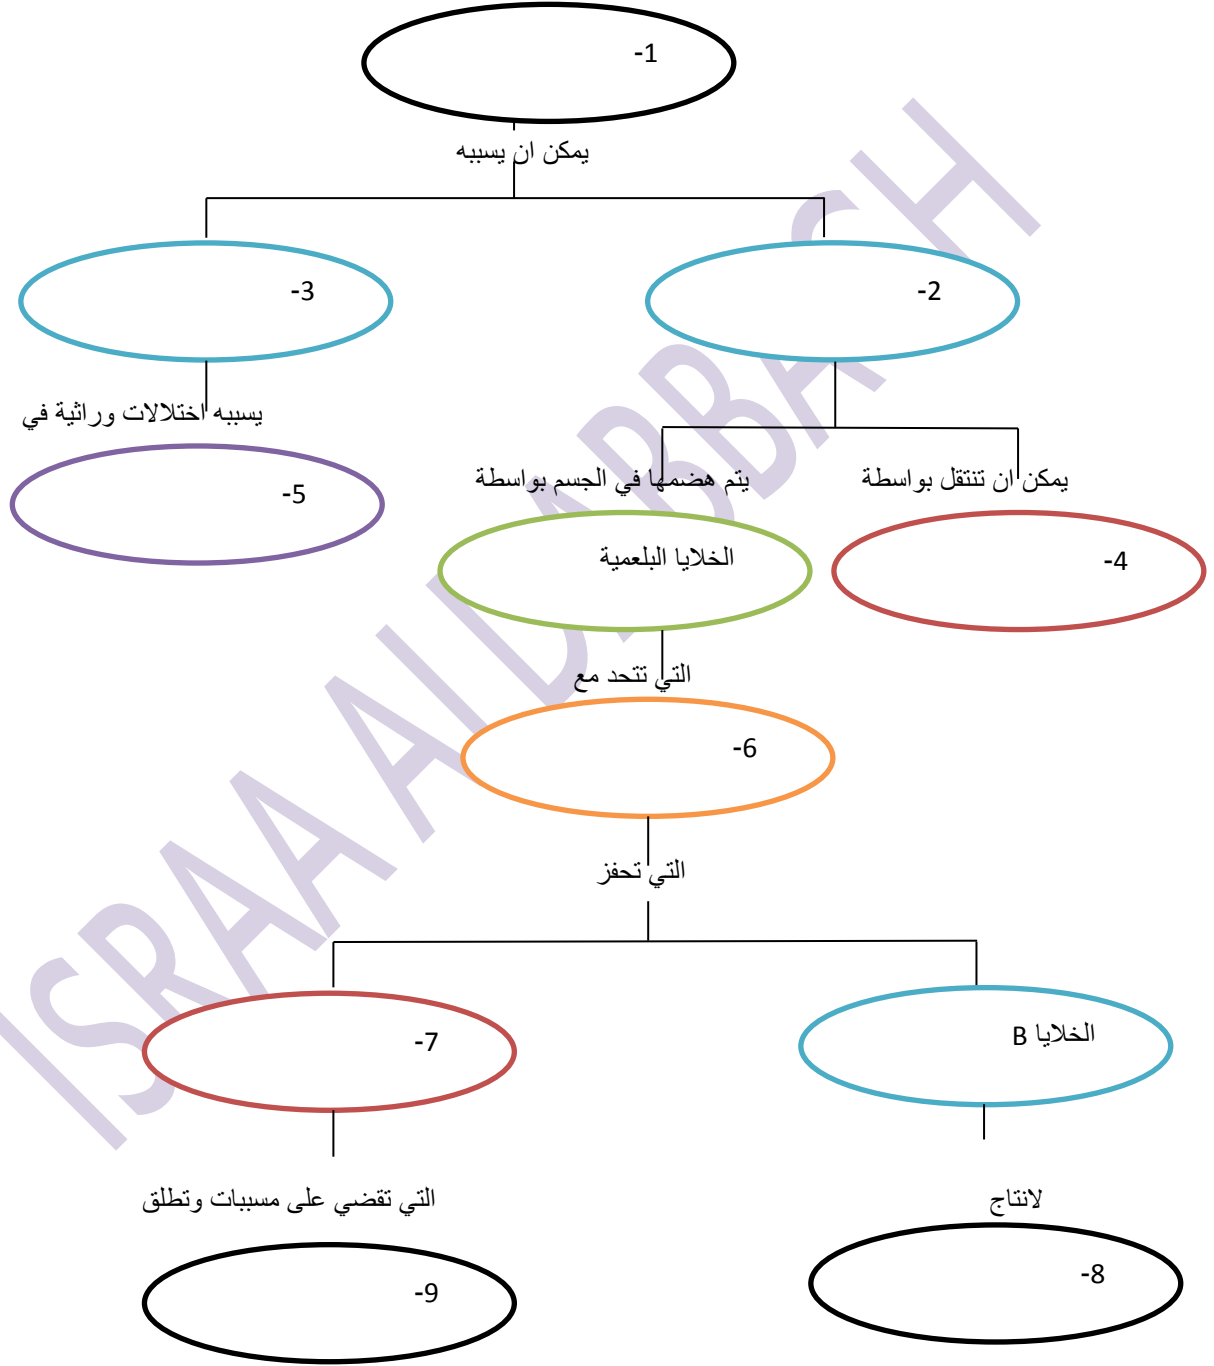 -1
يمكن ان يسببه
-3
-2
يسببه اختلالات وراثية في
-5
يتم هضمها في الجسم بواسطة
يمكن ان تنتقل بواسطة
الخلايا البلعمية
-4
التي تتحد مع
-6
التي تحفز
-7
الخلايا B
التي تقضي على مسببات وتطلق
لانتاج
-9
-8
ISRAA ALDABBASH